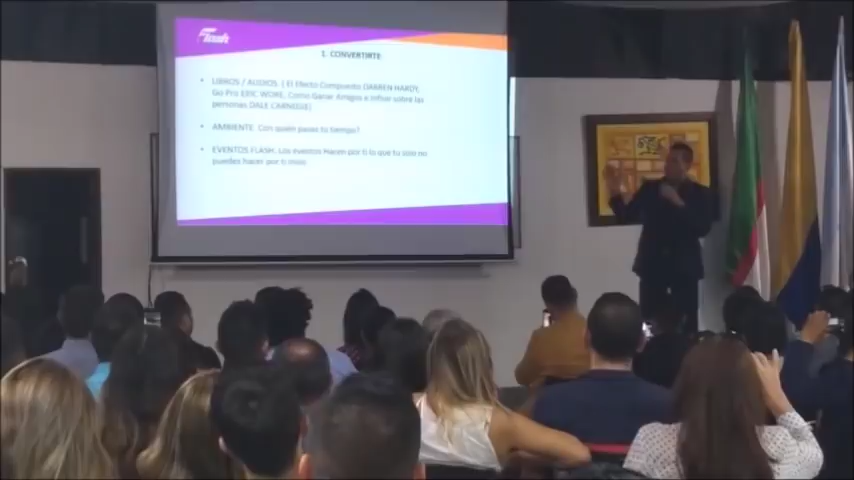 Flash
1. CONVERTIRTE
• LIBROS / AUDIOS. ( El Efecto Compuesto DARREN HARDY,
Go Pro ERIC WORE, Como Ganar Amigos e Influir sobre las
personas DALE CARNEGIE)
• AMBIENTE. Con quién pasas tu tiempo?
• EVENTOS FLASH. Los eventos Hacen por ti lo que tu solo no
puedes hacer por ti mismo